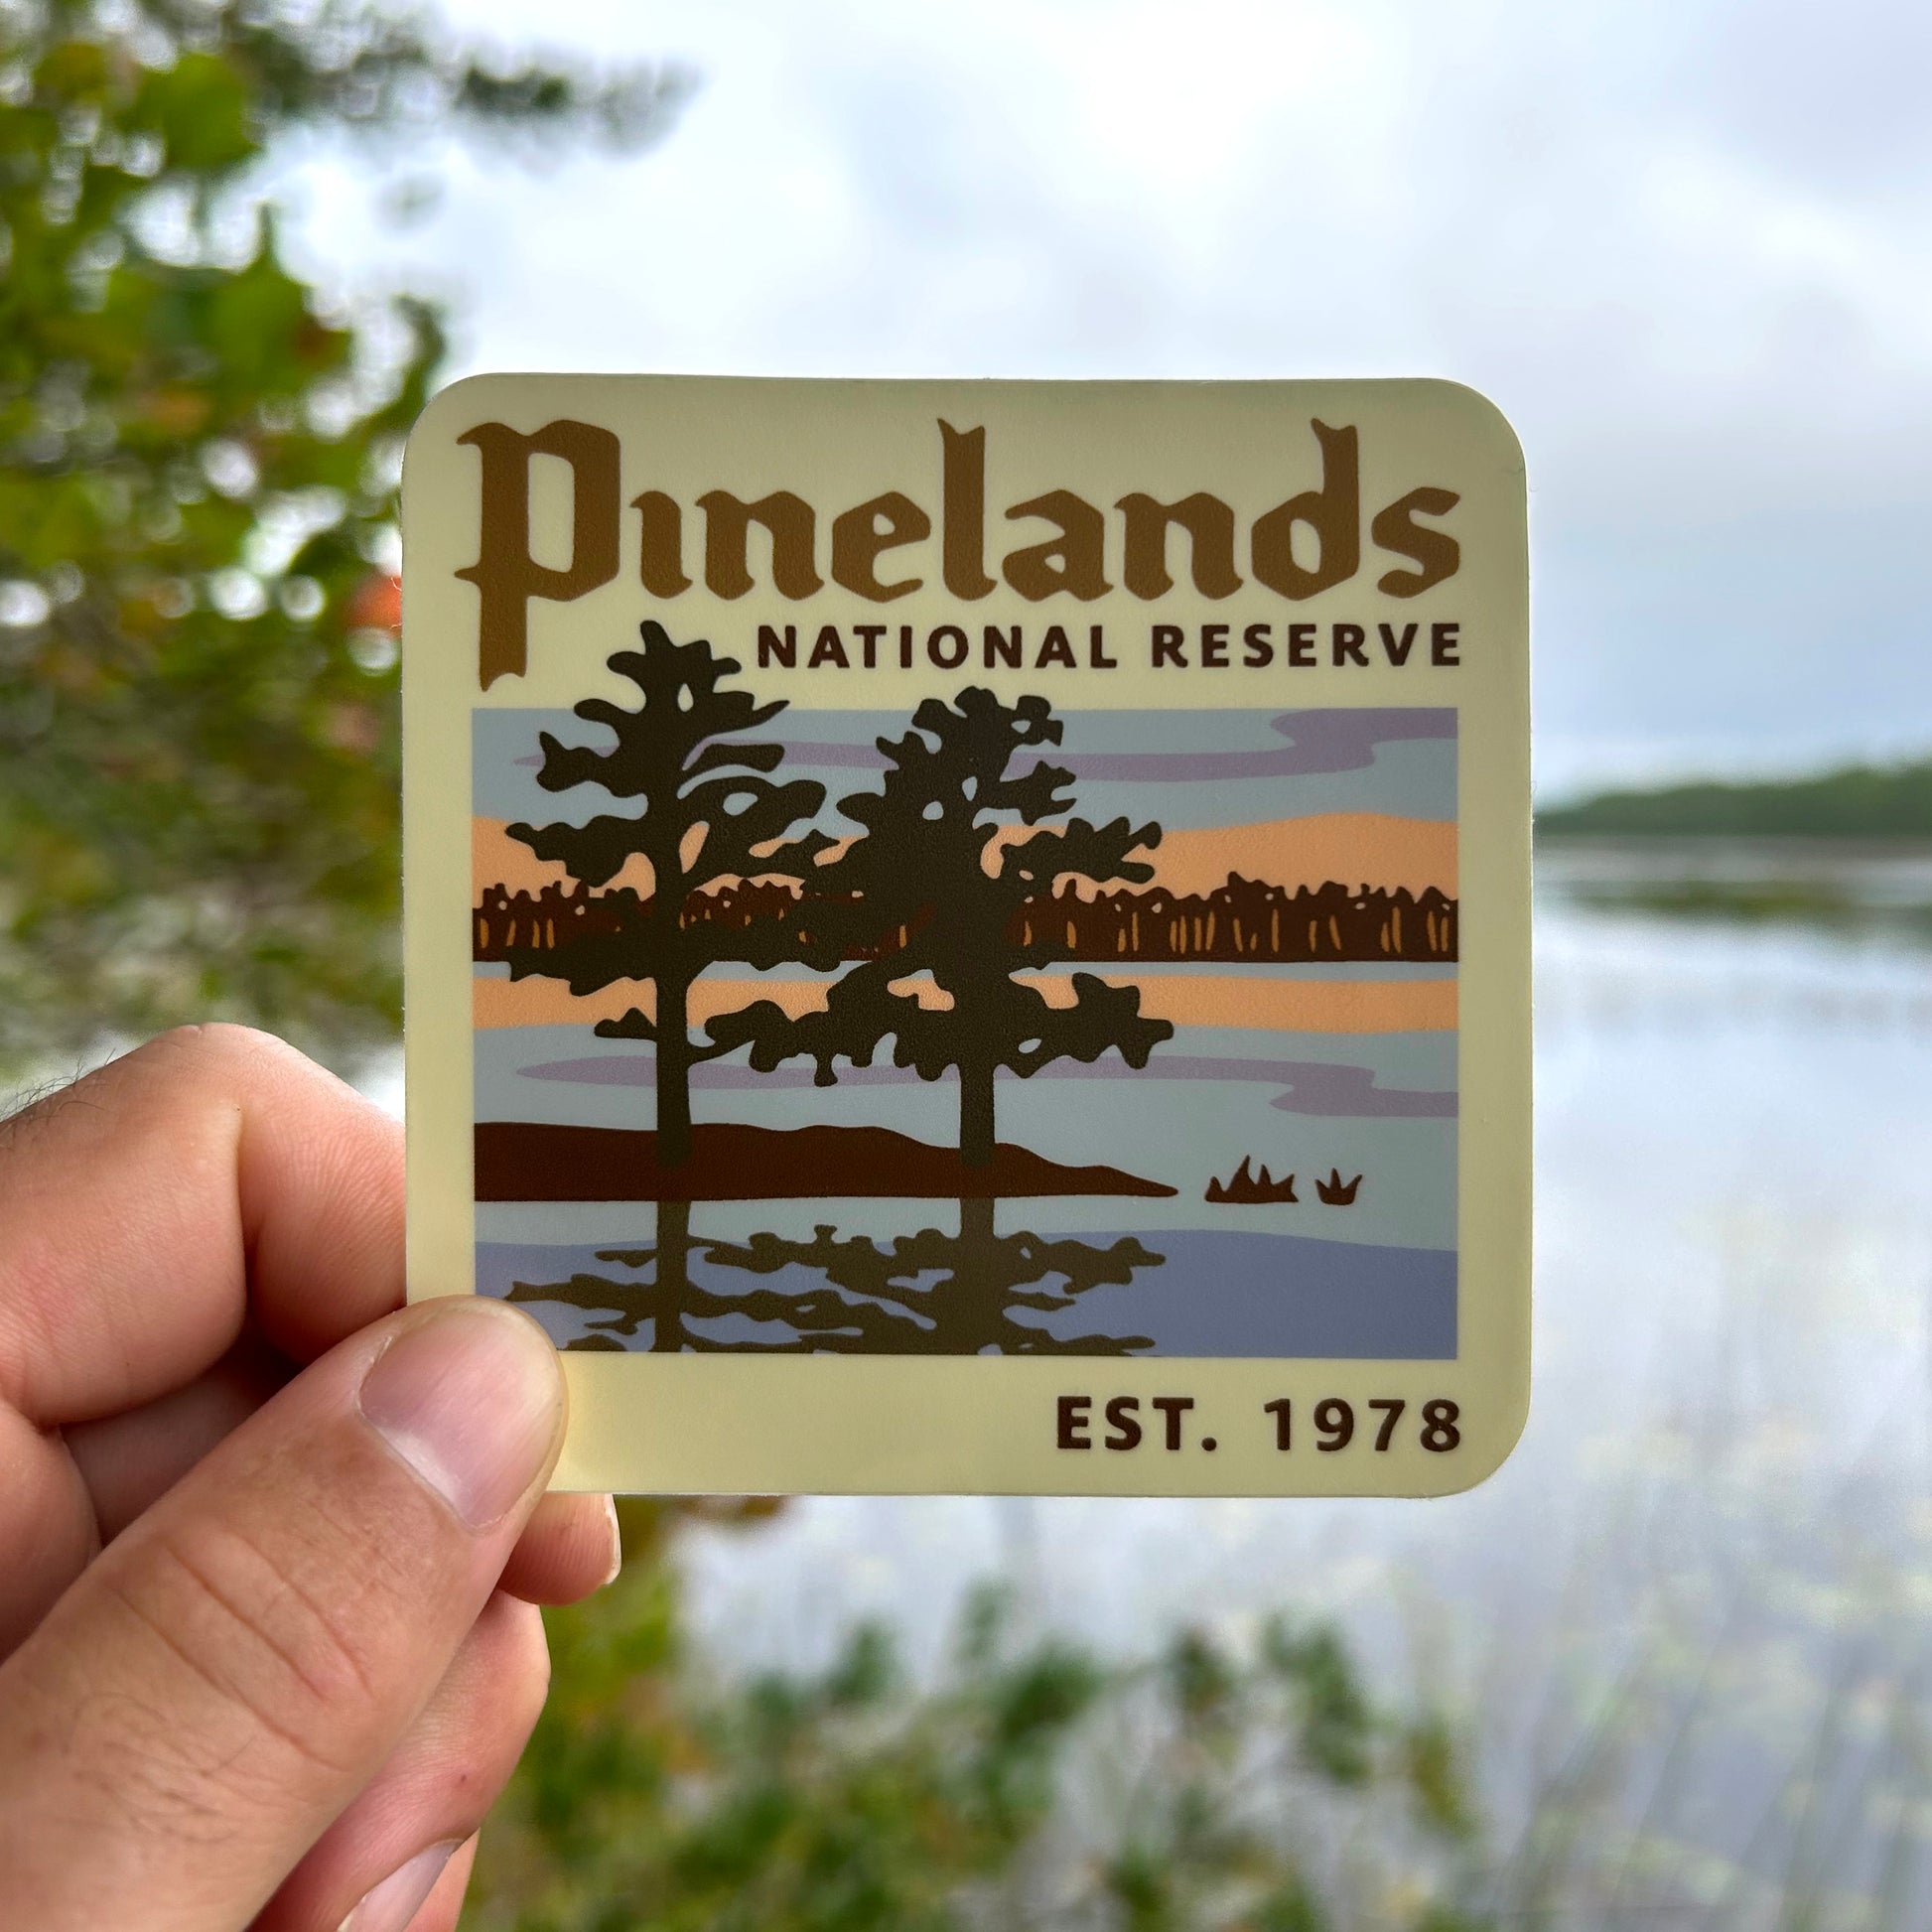 Pinelands
NATIONAL RESERVE
EST. 1978